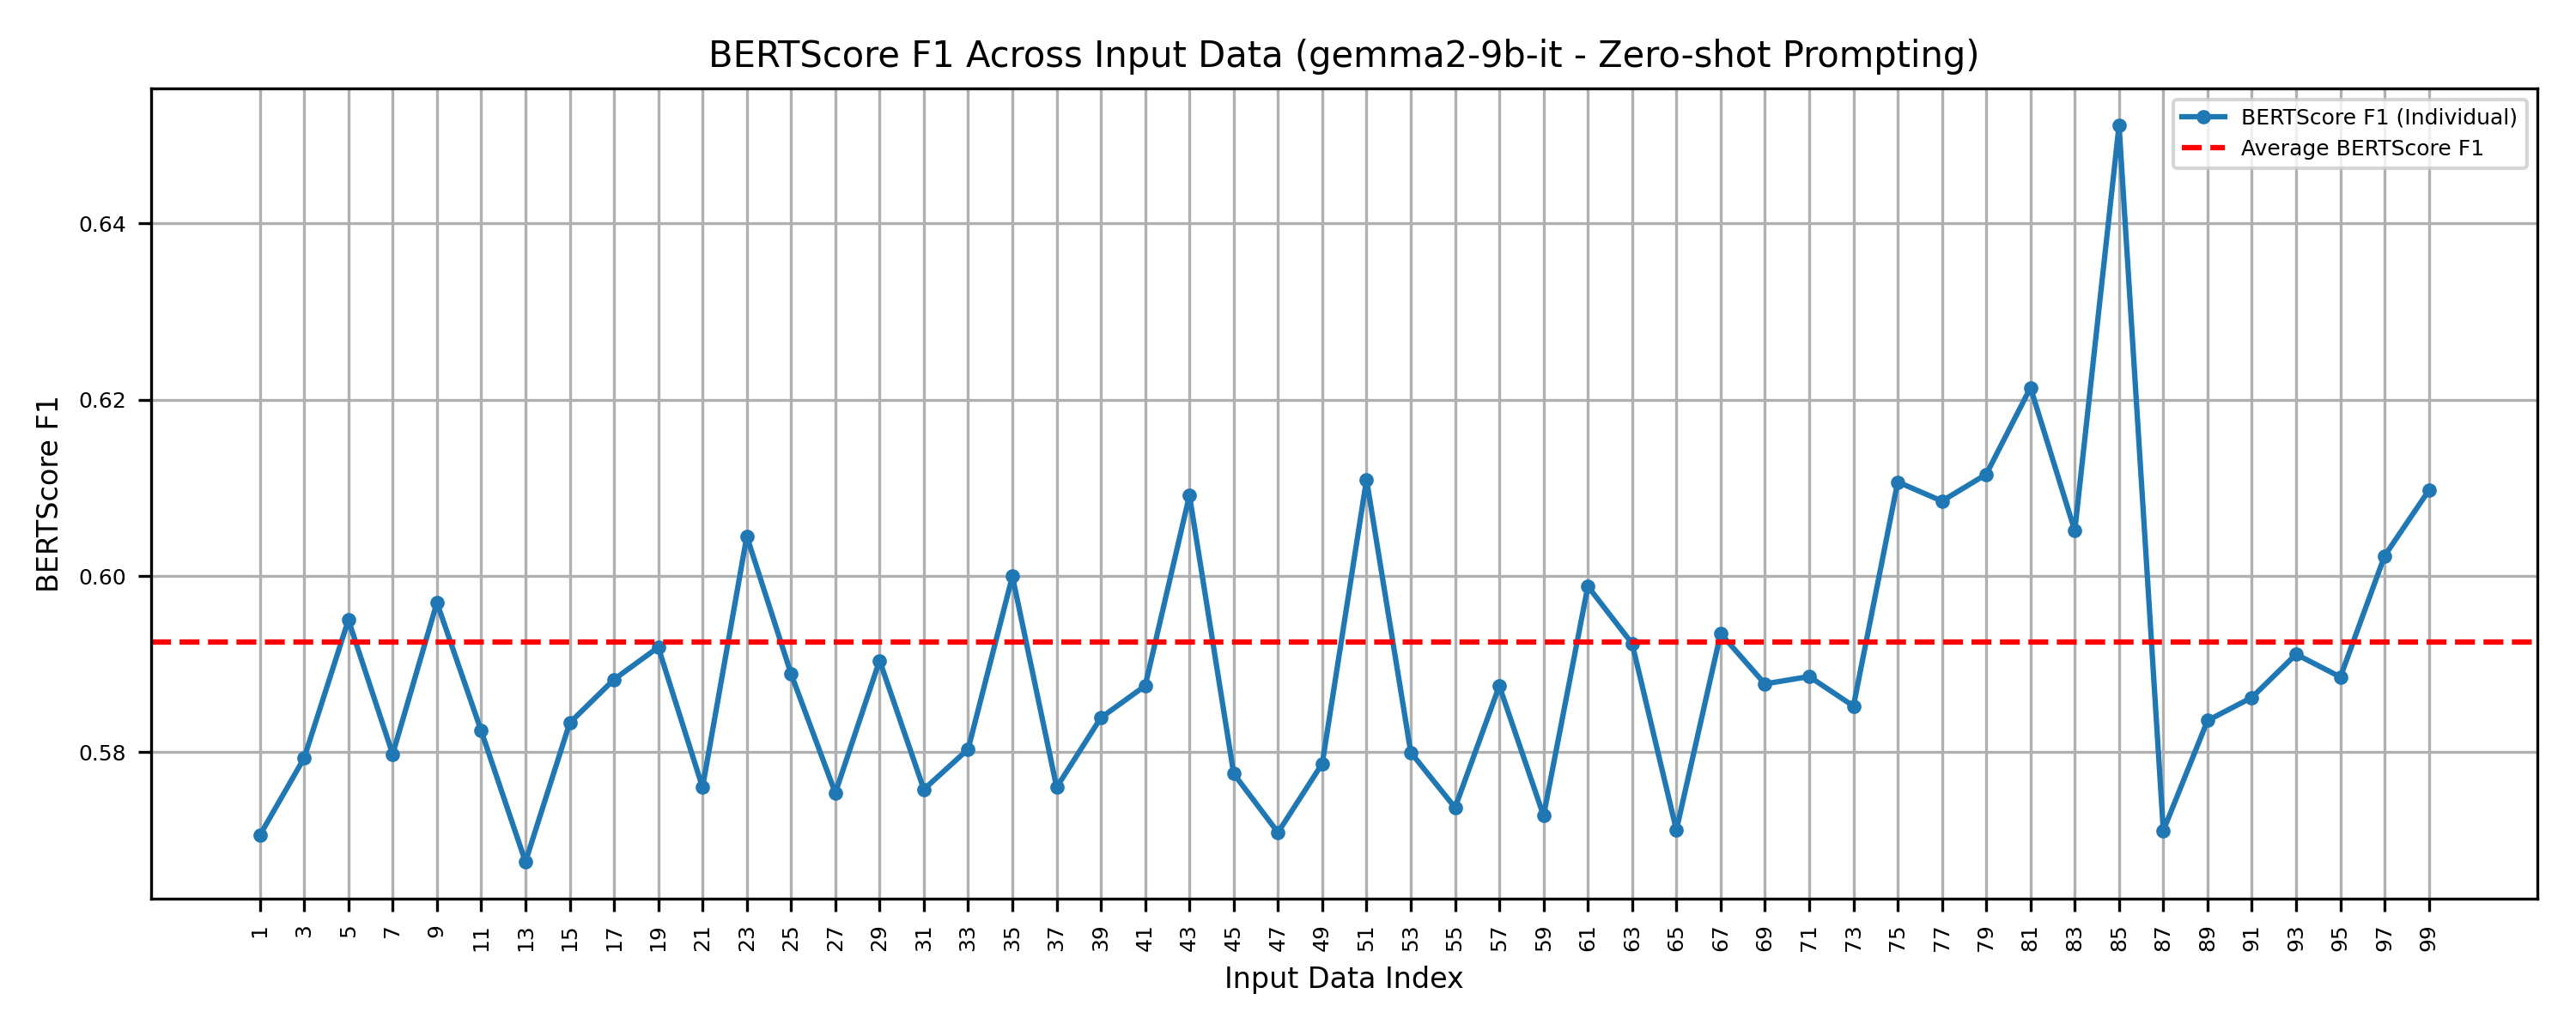 BERTScore F1 Across Input Data (gemma2-9b-it - Zero-shot Prompting)
BERTScore F1 (Individual)
Average BERTScore F1
BERTScore F1
0.64
0.62
0.60
0.58
1 3 5 7 9 11 13 15 17 19 21 23 25 27 29 31 33 35 37 39 41 43 45 47 49 51 53 55 57 59 61 63 65 67 69 71 73 75 77 79 81 83 85 87 89 91 93 95 97 99
Input Data Index